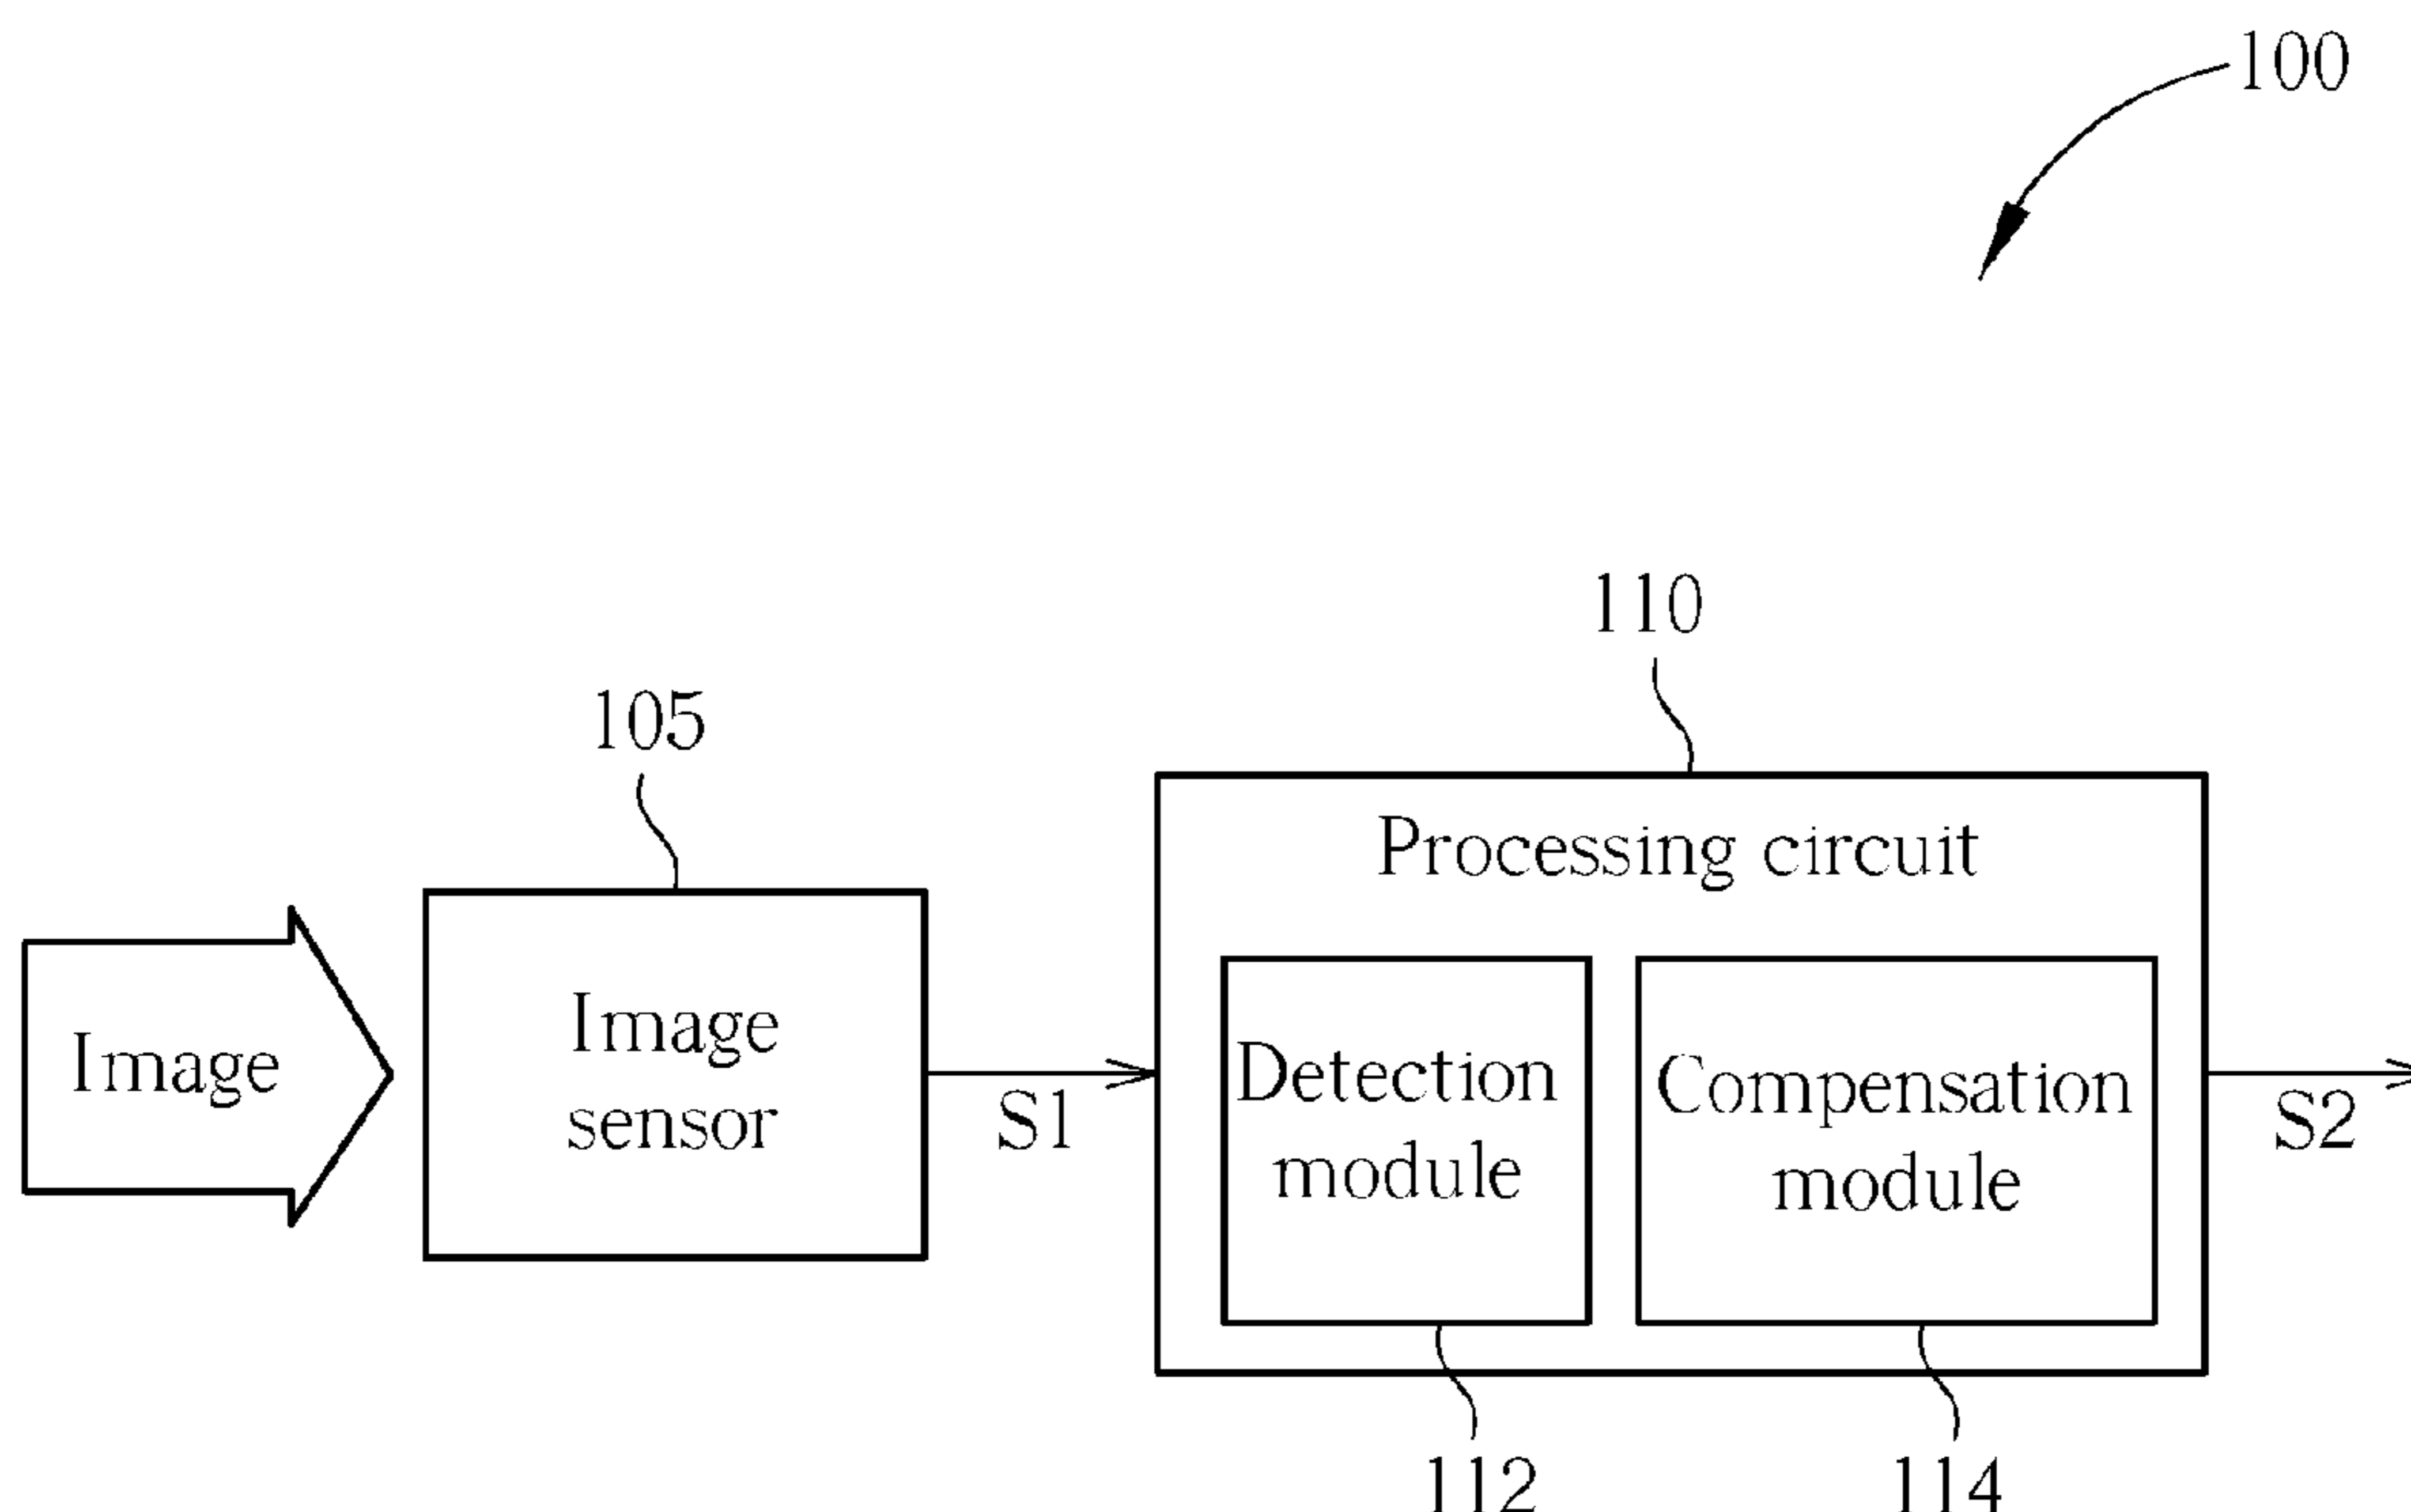 100
110
105
Processing circuit
Image
Image
sensor
S1
Detection
module
Compensation
module
S2
112
114